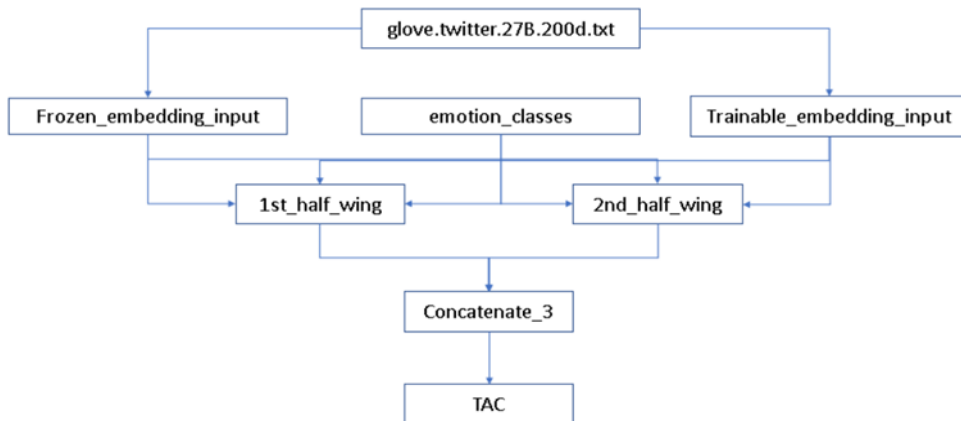 glove.twitter.27B.200d.txt
Frozen_embedding_input
emotion_classes
Trainable_embedding_input
1st_half_wing
2nd_half_wing
Concatenate_3
TAC